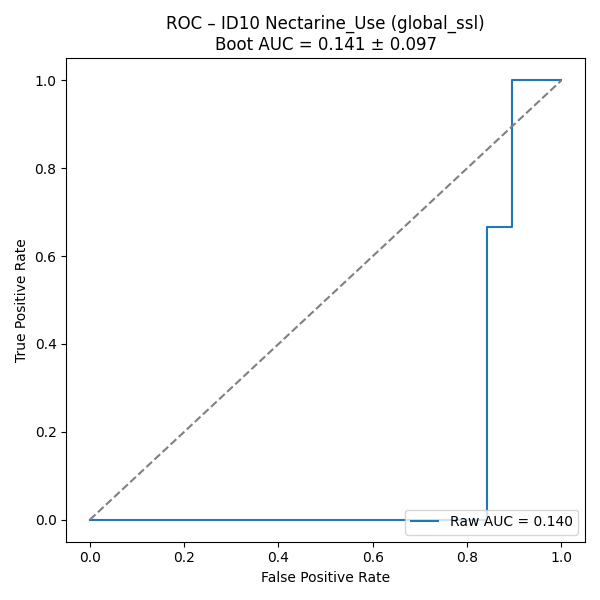 ROC – ID10 Nectarine_Use (global_ssl)
Boot AUC = 0.141 ± 0.097
True Positive Rate
1.0
0.8
0.6
0.4
0.2
0.0
Raw AUC = 0.140
0.0 0.2 0.4 0.6 0.8 1.0
False Positive Rate